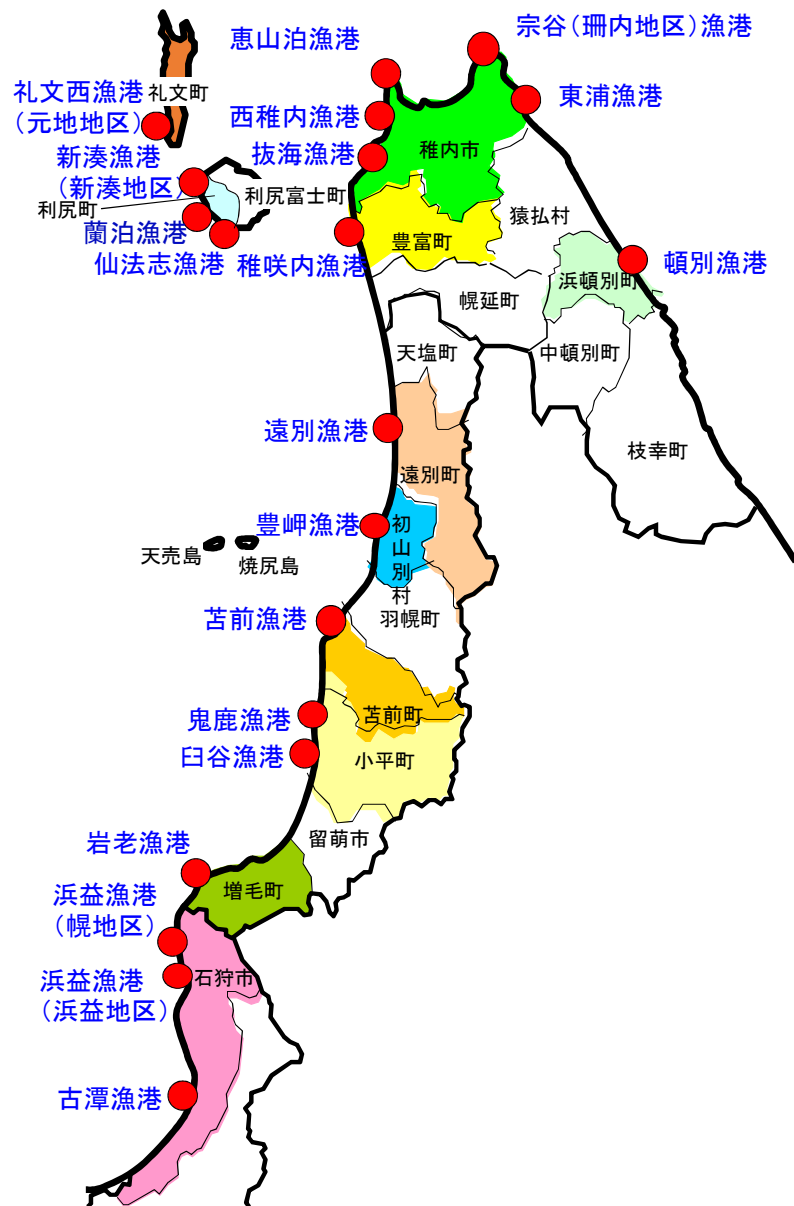 恵山泊漁港
宗谷（珊内地区）漁港
礼文西漁港
（元地地区）
礼文町
西稚内漁港
東浦漁港
抜海漁港
稚内市
新湊漁港
（新湊地区）
利尻町
利尻富士町
猿払村
蘭泊漁港
仙法志漁港
稚咲内漁港
豊富町
頓別漁港
浜頓別町
幌延町
天塩町
中頓別町
遠別漁港
枝幸町
遠別町
豊岬漁港
初山別村
天売島
焼尻島
苫前漁港
羽幌町
鬼鹿漁港
苫前町
臼谷漁港
小平町
岩老漁港
留萌市
増毛町
浜益漁港
（幌地区）
石狩市
浜益漁港
（浜益地区）
古潭漁港